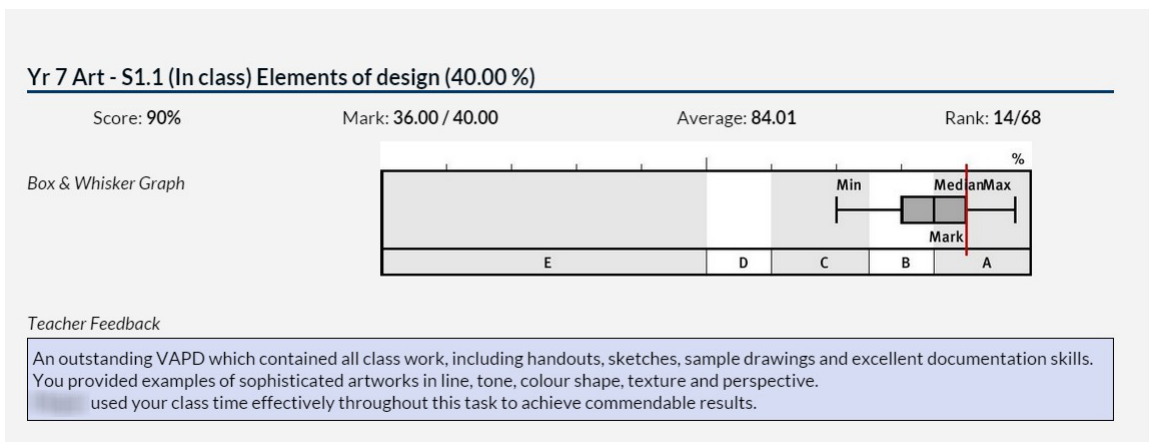 Yr 7 Art - S1.1 (In class) Elements of design (40.00 %)
Score: 90% Mark: 36.00 / 40.00 Average: 84.01 Rank: 14/68
%
Box & Whisker Graph
Min Median Max
Mark
E D C B A
Teacher Feedback
An outstanding VAPD which contained all class work, including handouts, sketches, sample drawings and excellent documentation skills.
You provided examples of sophisticated artworks in line, tone, colour shape, texture and perspective.
used your class time effectively throughout this task to achieve commendable results.